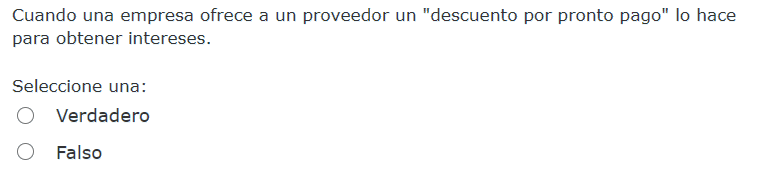 Cuando una empresa ofrece a un proveedor un "descuento por pronto pago" lo hace
para obtener intereses.
Seleccione una:
Verdadero
Falso